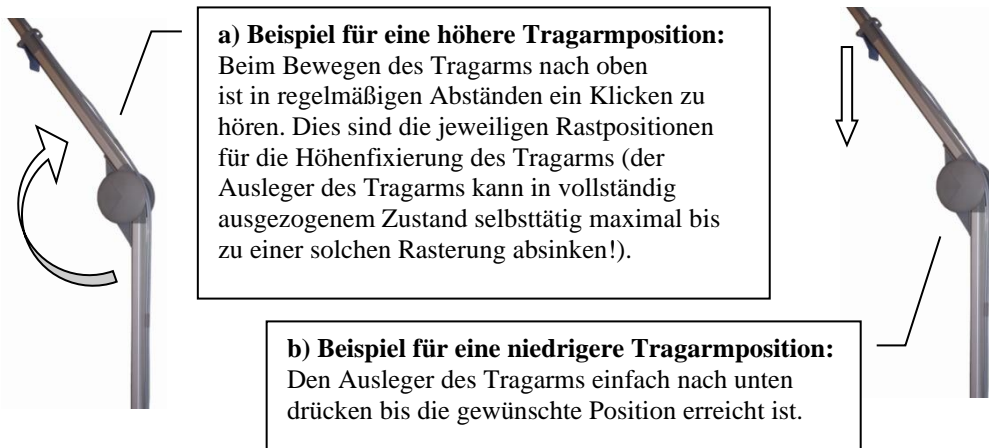 a) Beispiel für eine höhere Tragarmposition:
Beim Bewegen des Tragarms nach oben
ist in regelmäßigen Abständen ein Klicken zu
hören. Dies sind die jeweiligen Rastpositionen
für die Höhenfixierung des Tragarms (der
Ausleger des Tragarms kann in vollständig
ausgezogenem Zustand selbsttätig maximal bis
zu einer solchen Rasterung absinken!).
b) Beispiel für eine niedrigere Tragarmposition:
Den Ausleger des Tragarms einfach nach unten
drücken bis die gewünschte Position erreicht ist.